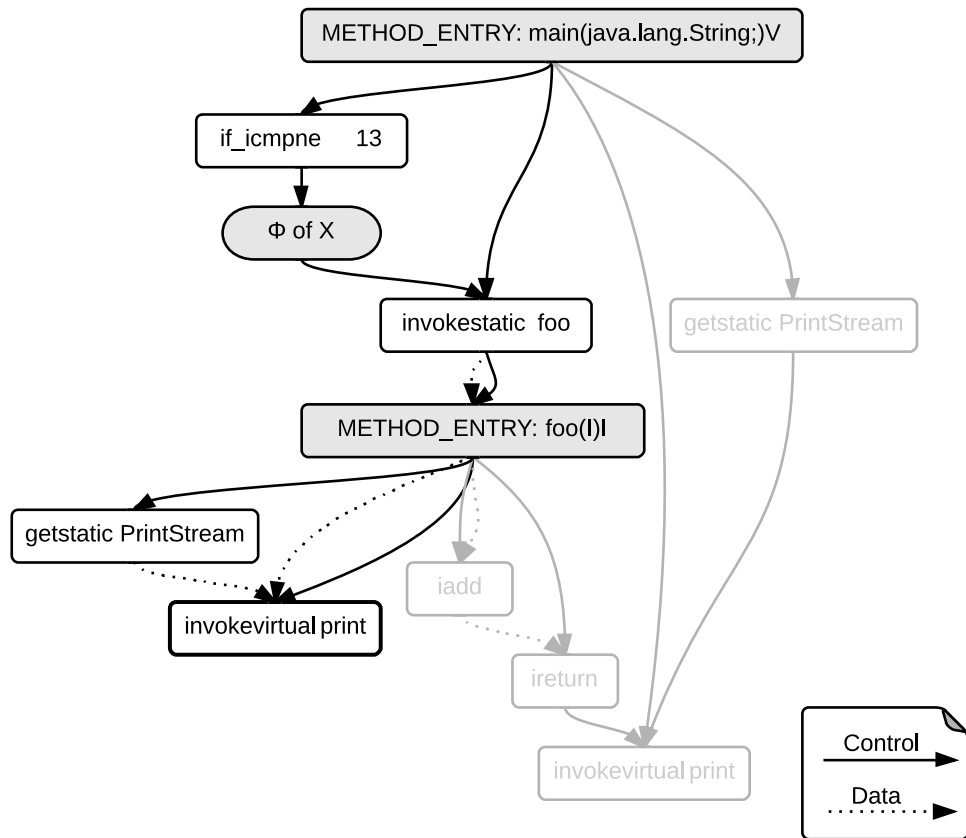 METHOD_ENTRY: main(java.lang.String;)V
if_icmpne 13
Φ of X
invokestatic foo
getstatic PrintStream
METHOD_ENTRY: foo(I)I
getstatic PrintStream
iadd
invokevirtual print
ireturn
invokevirtual print
Control
Data